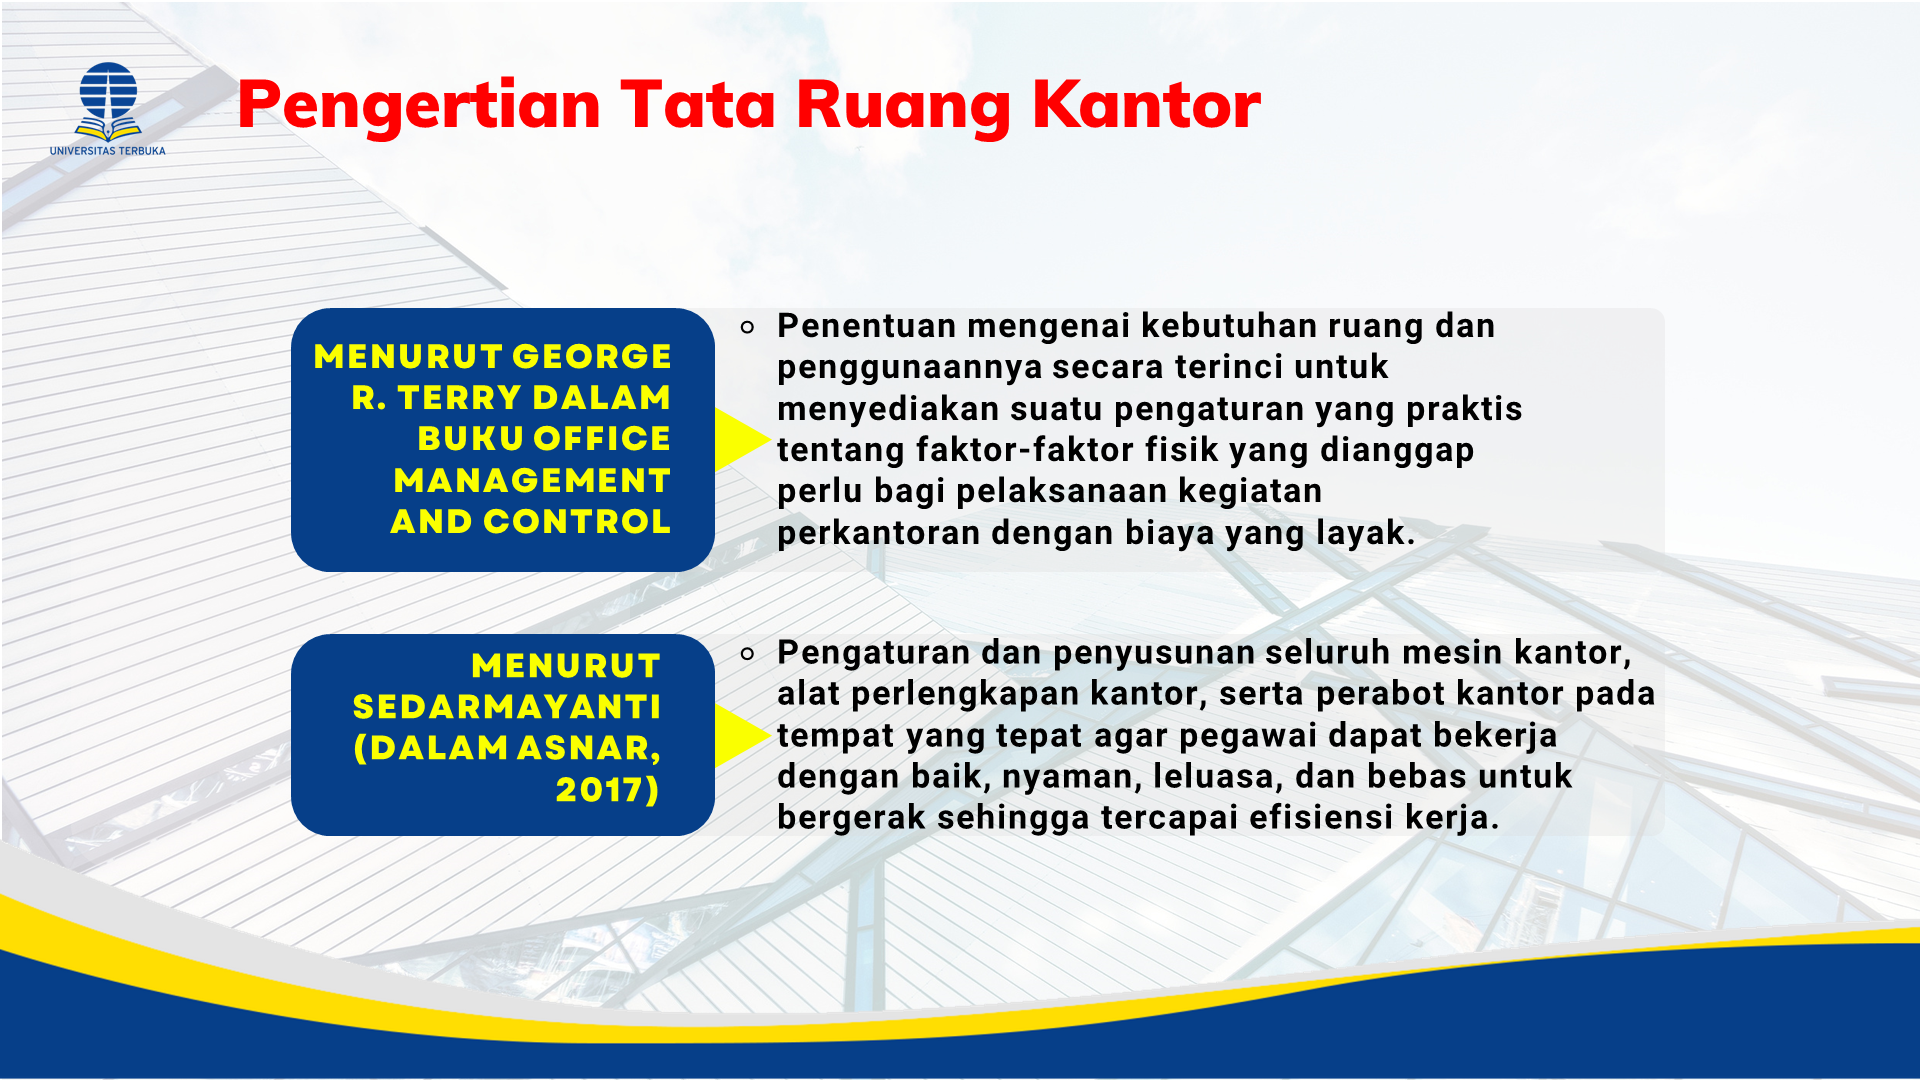 UNIVERSITAS TERBUKA
Pengertian Tata Ruang Kantor
MENURUT GEORGE
R. TERRY DALAM
BUKU OFFICE
MANAGEMENT
AND CONTROL
Penentuan mengenai kebutuhan ruang dan
penggunaannya secara terinci untuk
menyediakan suatu pengaturan yang praktis
tentang faktor-faktor fisik yang dianggap
perlu bagi pelaksanaan kegiatan
perkantoran dengan biaya yang layak.
MENURUT
SEDARMAYANTI
(DALAM ASNAR,
2017)
Pengaturan dan penyusunan seluruh mesin kantor,
alat perlengkapan kantor, serta perabot kantor pada
tempat yang tepat agar pegawai dapat bekerja
dengan baik, nyaman, leluasa, dan bebas untuk
bergerak sehingga tercapai efisiensi kerja.